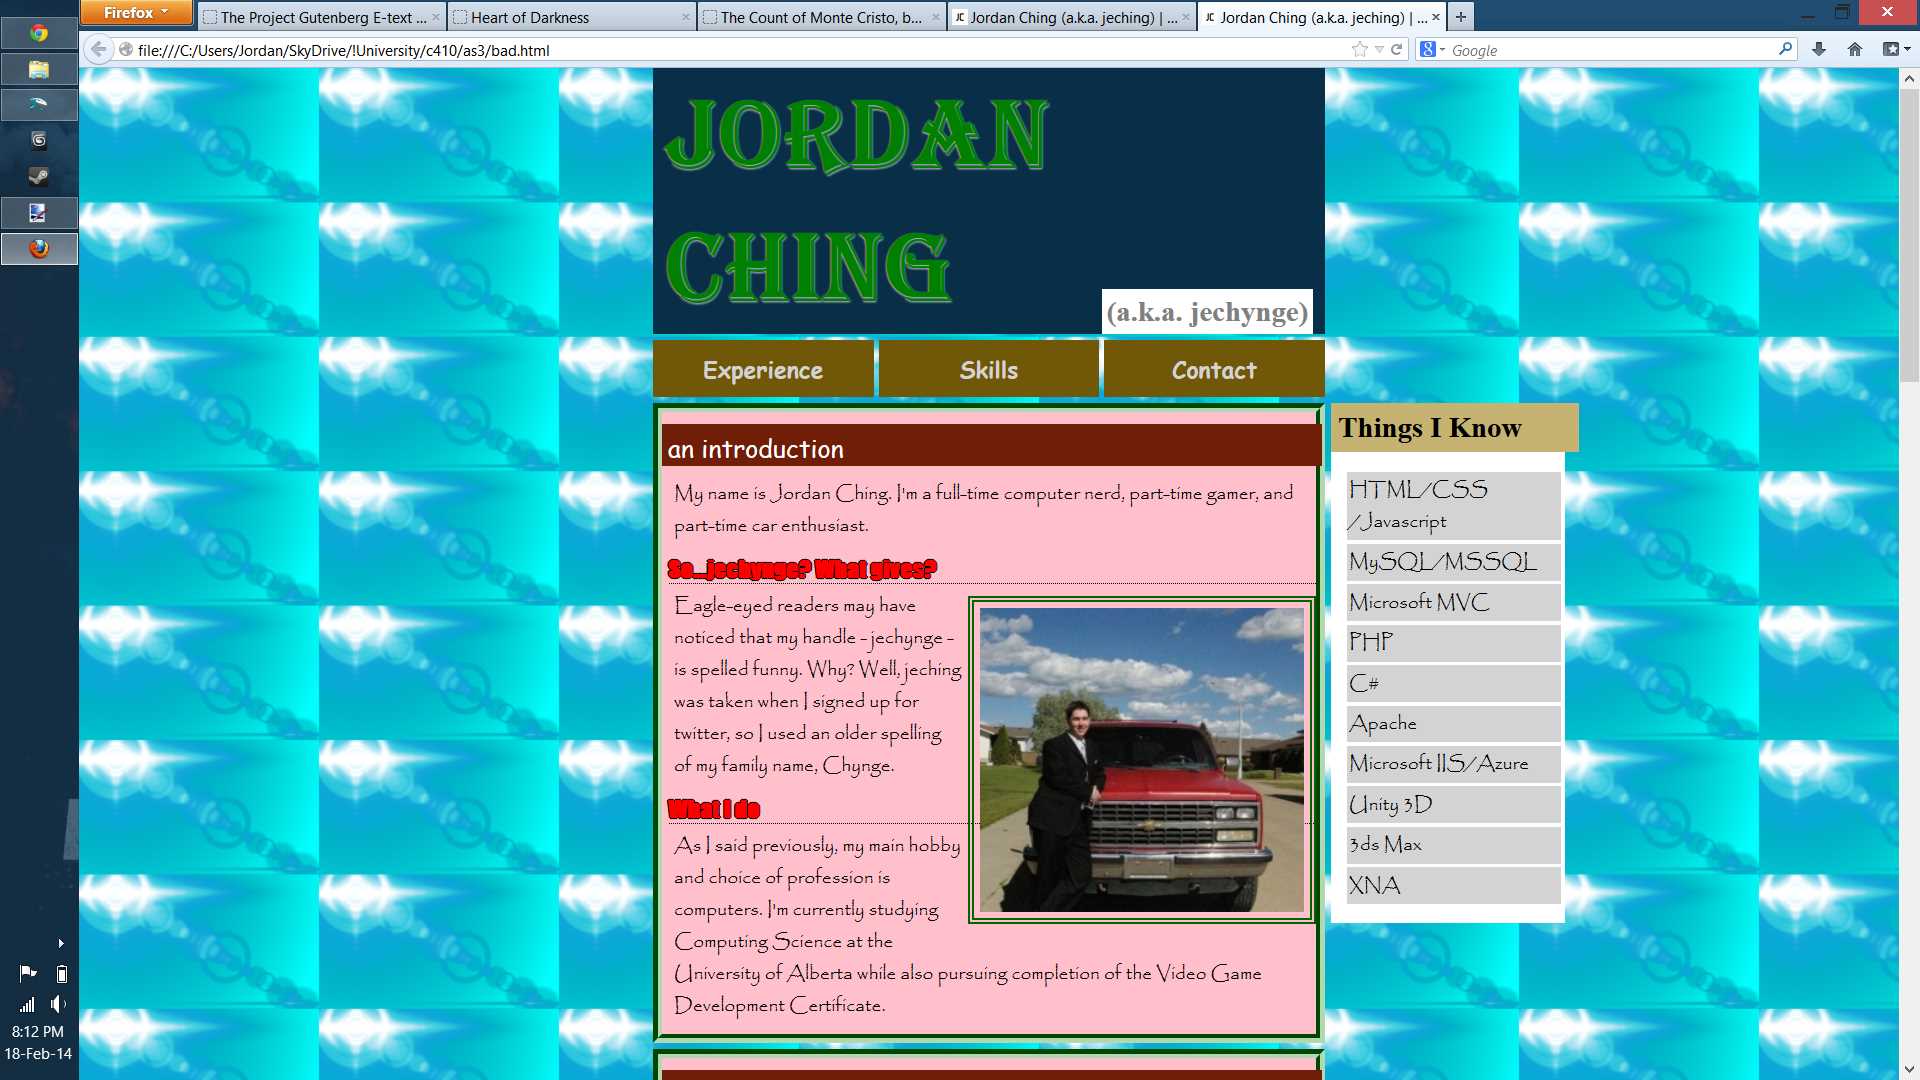 Firefox
The Project Gutenberg E-text ...
Heart of Darkness
The Count of Monte Cristo, b...
JC Jordan Ching (a.k.a. jeching) | ...
JC Jordan Ching (a.k.a. jeching) | ...
file:///C:/Users/Jordan/SkyDrive/!University/c410/as3/bad.html
8 Google
JORDAN
CHING
(a.k.a. jechynge)
Experience
Skills
Contact
an introduction
My name is Jordan Ching. I'm a full-time computer nerd, part-time gamer, and
part-time car enthusiast.
So...jechynge? What gives?
Eagle-eyed readers may have
noticed that my handle - jechynge -
is spelled funny. Why? Well, jeching
was taken when I signed up for
twitter, so I used an older spelling
of my family name, Chynge.
What I do
As I said previously, my main hobby
and choice of profession is
computers. I'm currently studying
Computing Science at the
University of Alberta while also pursuing completion of the Video Game
Development Certificate.
Things I Know
HTML/CSS
/Javascript
MySQL/MSSQL
Microsoft MVC
PHP
C#
Apache
Microsoft IIS/Azure
Unity 3D
3ds Max
XNA
8:12 PM
18-Feb-14